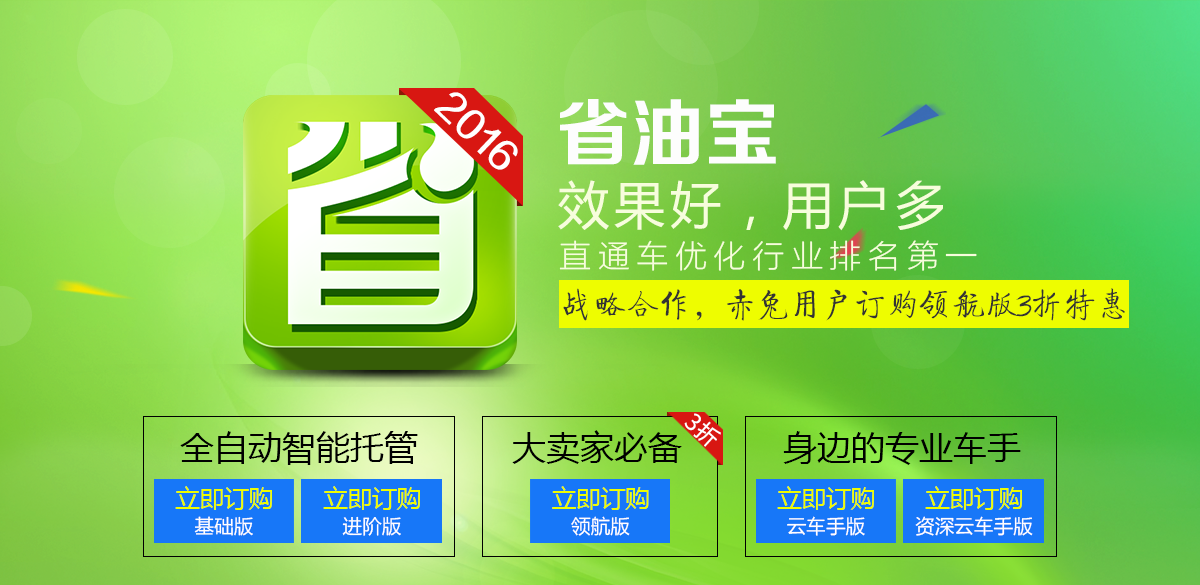 省
2016
省油宝
效果好，用户多
直通车优化行业排名第一
战略合作，赤兔用户订购领航版3折特惠
全自动智能托管
立即订购
基础版
立即订购
进阶版
大卖家必备
3折
立即订购
领航版
身边的专业车手
立即订购
云车手版
立即订购
资深云车手版